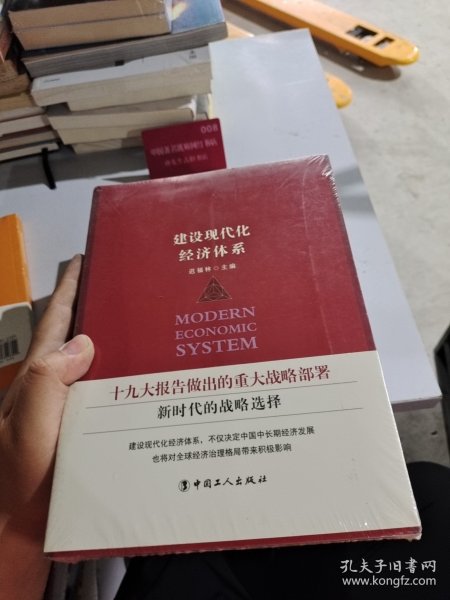 008
建设现代化
经济体系
迟福林○主编
MODERN
ECONOMIC
SYSTEM
十九大报告做出的重大战略部署
新时代的战略选择
建设现代化经济体系，不仅决定中国中长期经济发展
也将对全球经济治理格局带来积极影响
中国工人出版社
孔夫子旧书网
www.kongfz.com